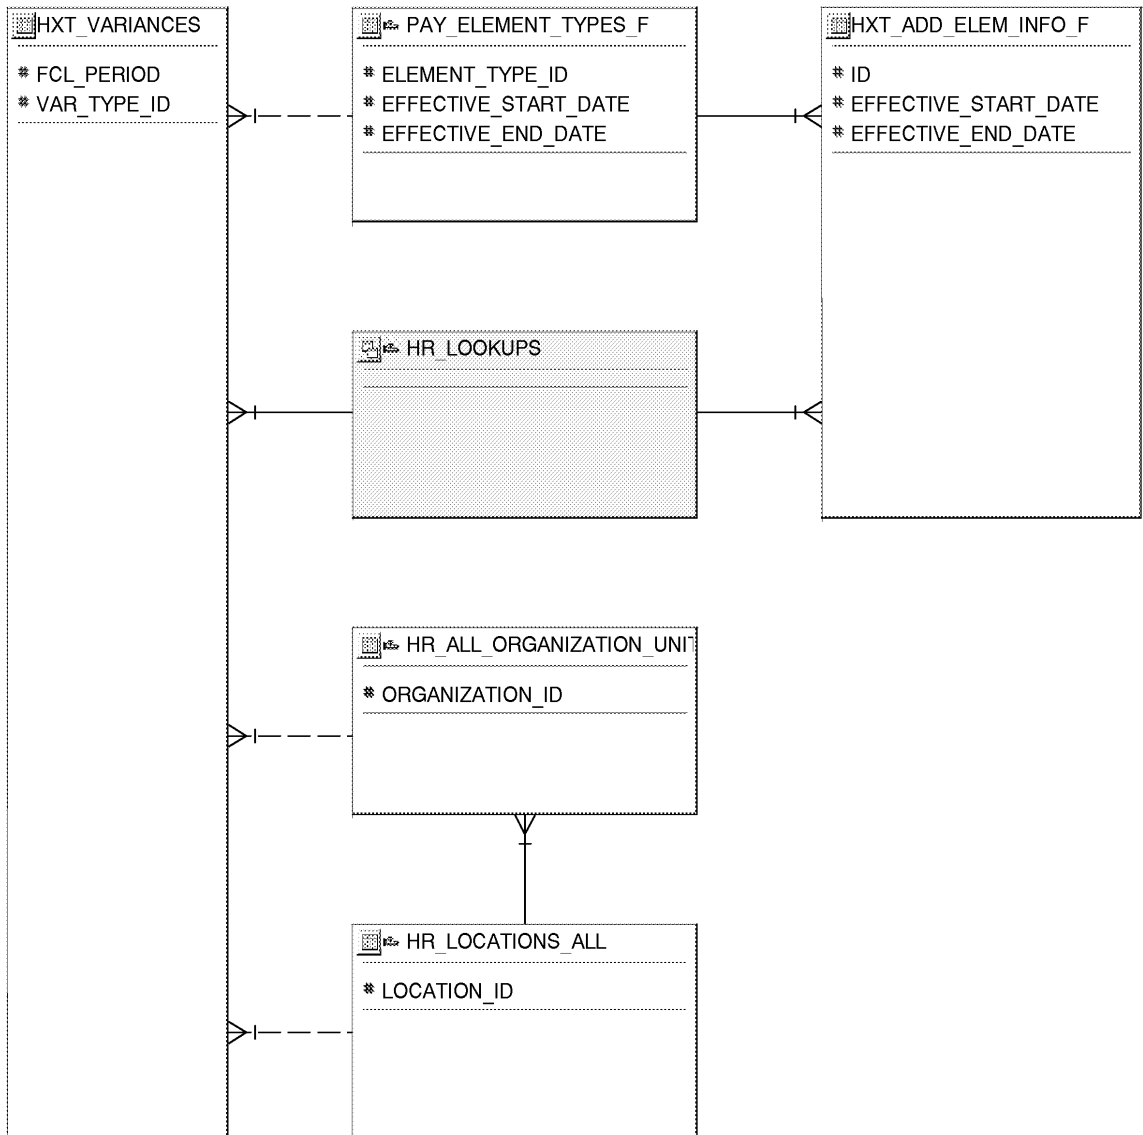 HXT_VARIANCES
# FCL_PERIOD
# VAR_TYPE_ID
PAY_ELEMENT_TYPES_F
# ELEMENT_TYPE_ID
# EFFECTIVE_START_DATE
# EFFECTIVE_END_DATE
HXT_ADD_ELEM_INFO_F
# ID
# EFFECTIVE_START_DATE
# EFFECTIVE_END_DATE
HR_LOOKUPS
HR_ALL_ORGANIZATION_UNIT
# ORGANIZATION_ID
HR_LOCATIONS_ALL
# LOCATION_ID